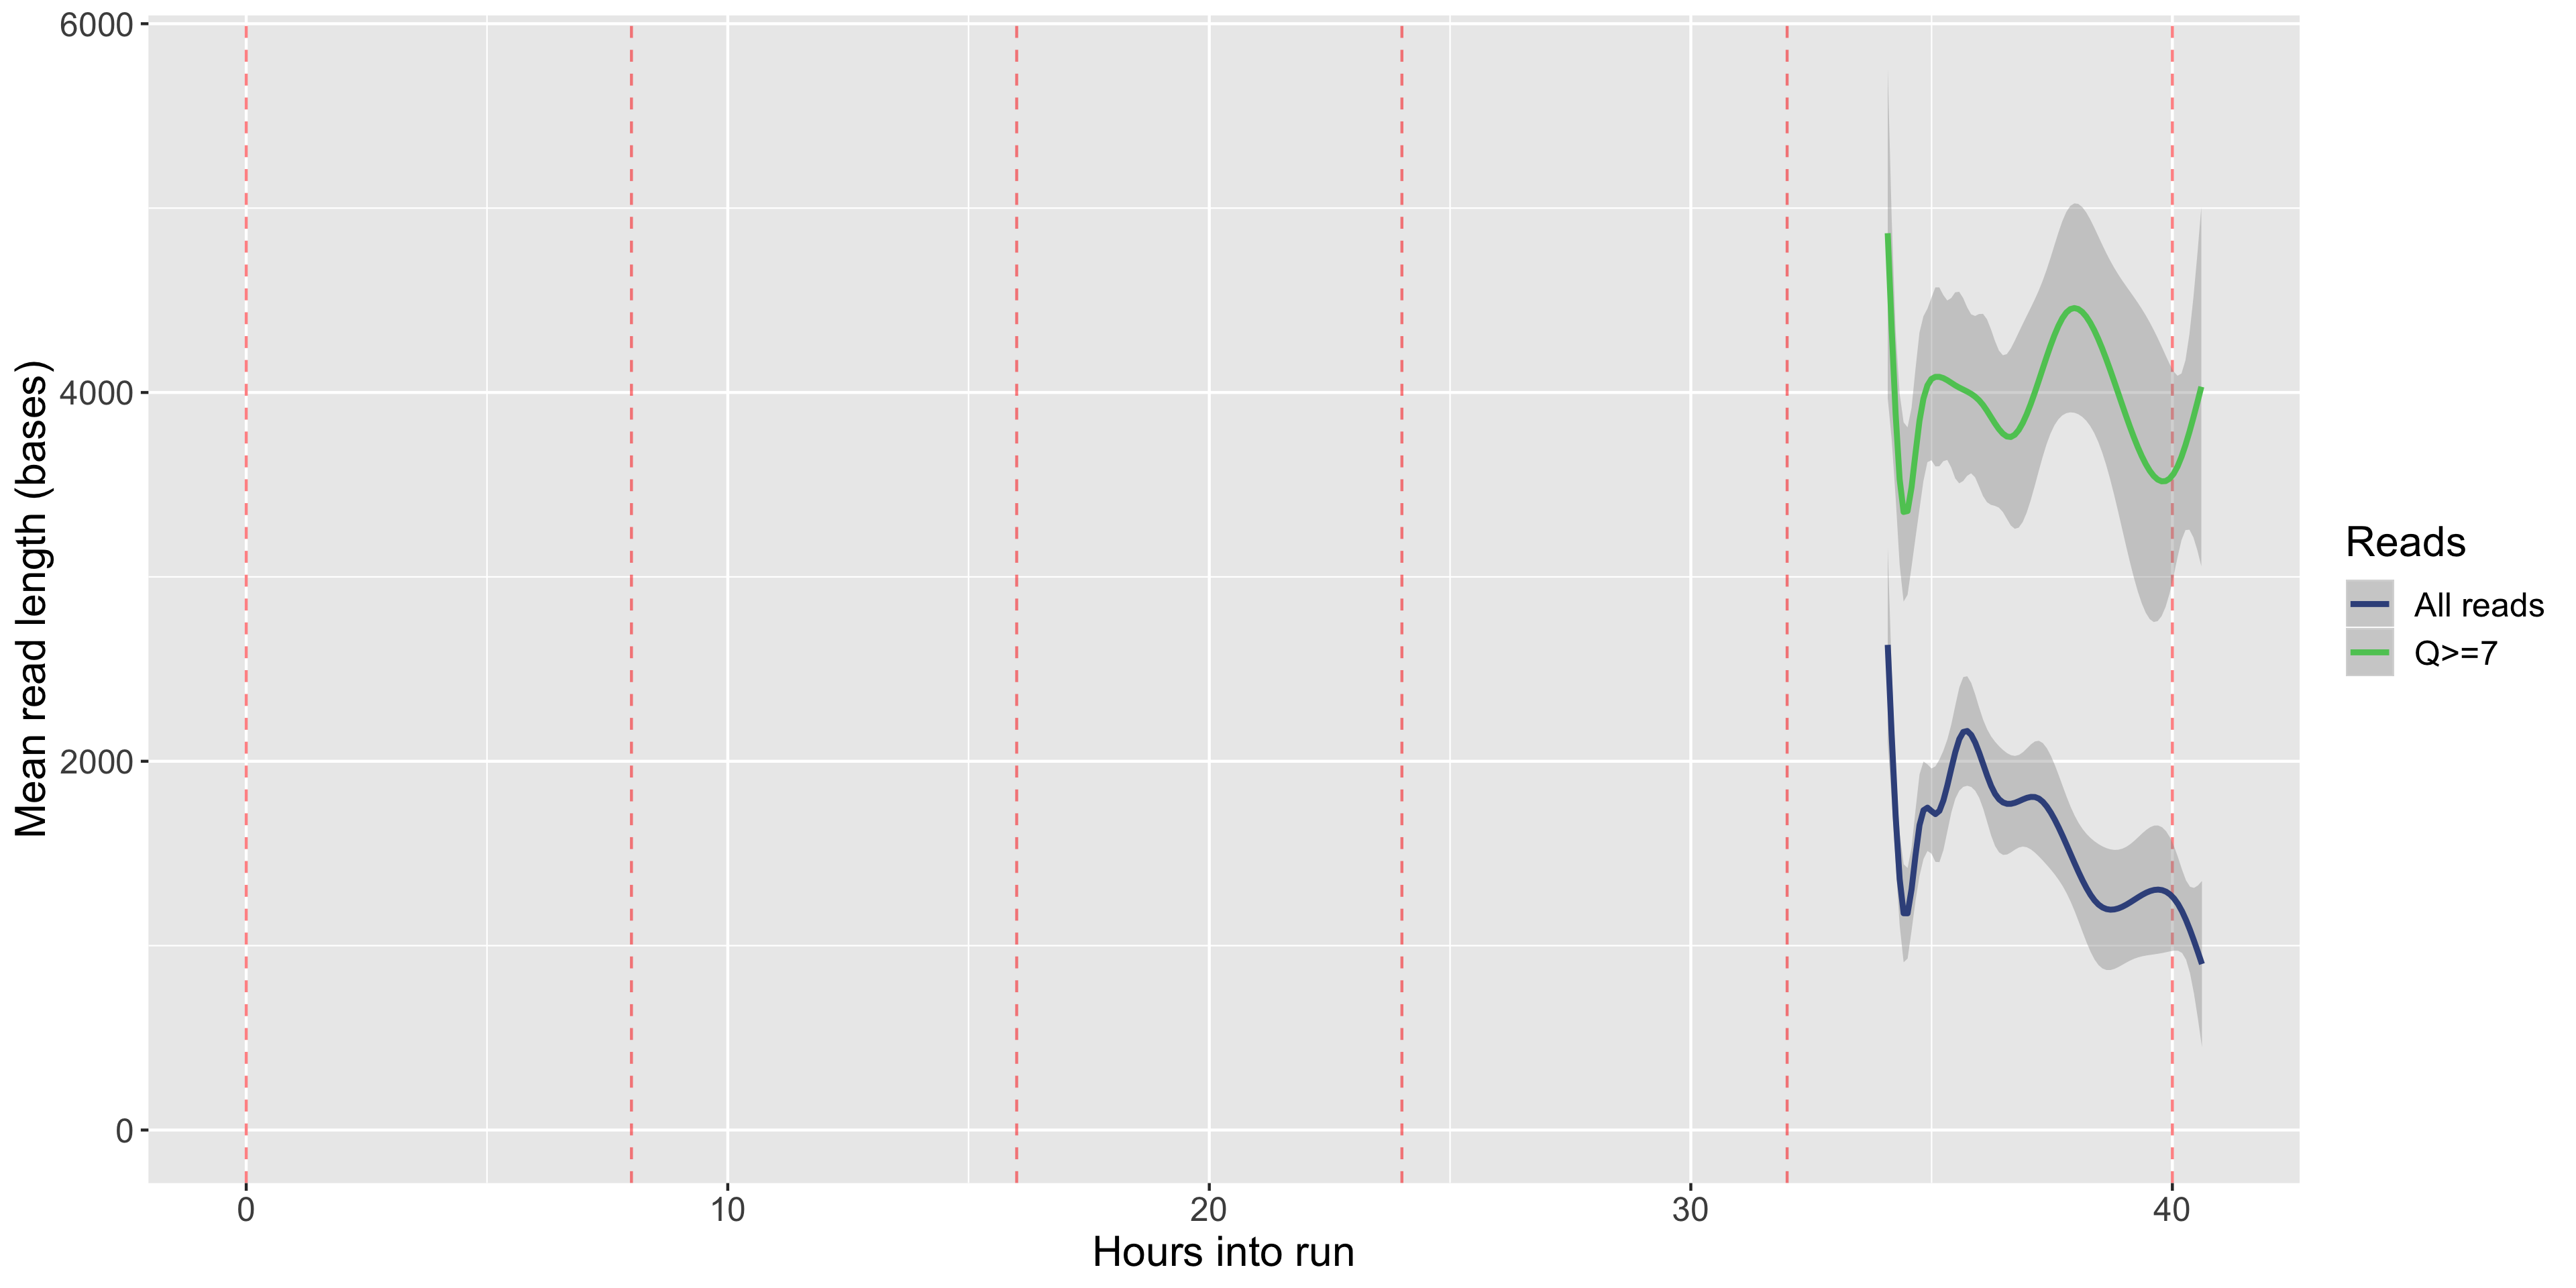 6000
4000
2000
0
Mean read length (bases)
0 10 20 30 40
Hours into run
Reads
All reads
Q>=7